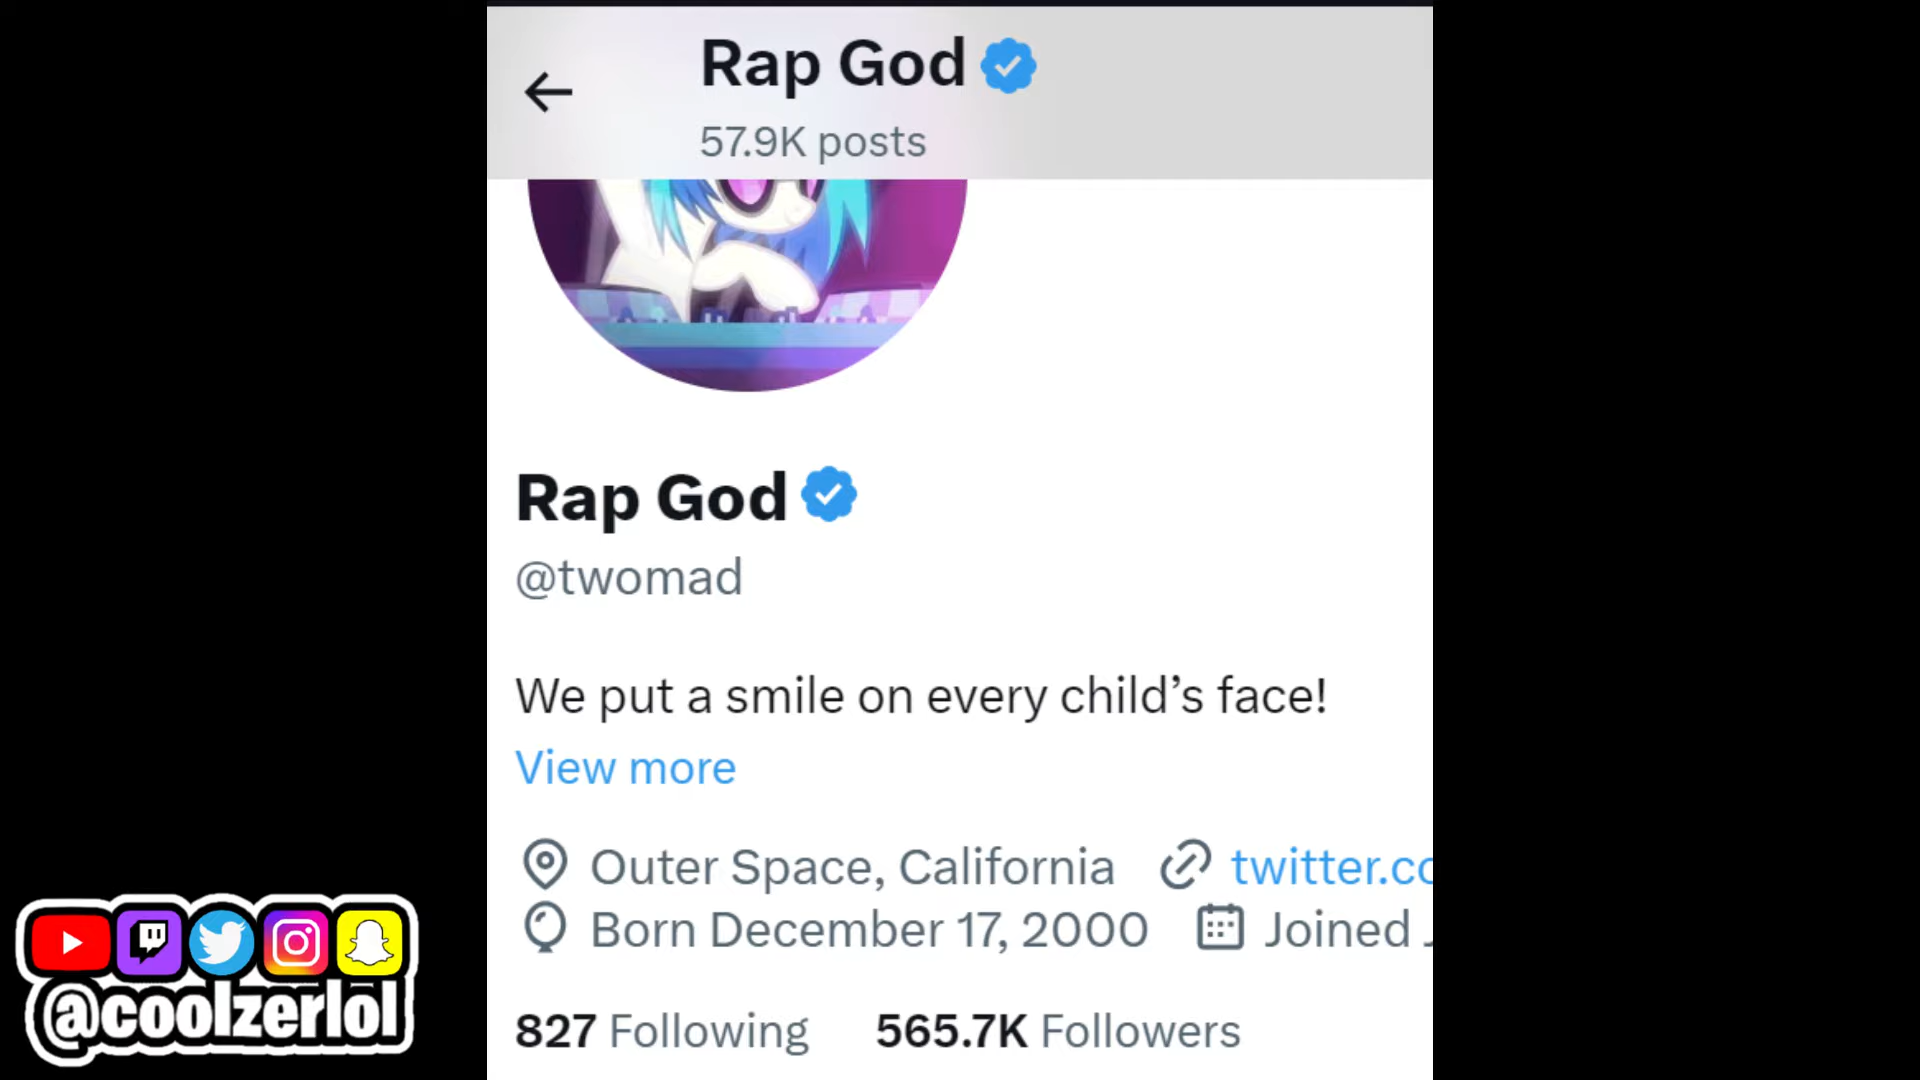 Rap God
57.9K posts
Rap God
@twomad
We put a smile on every child’s face!
View more
Outer Space, California twitter.co
Born December 17, 2000 Joined
827 Following 565.7K Followers
@coolzerlol